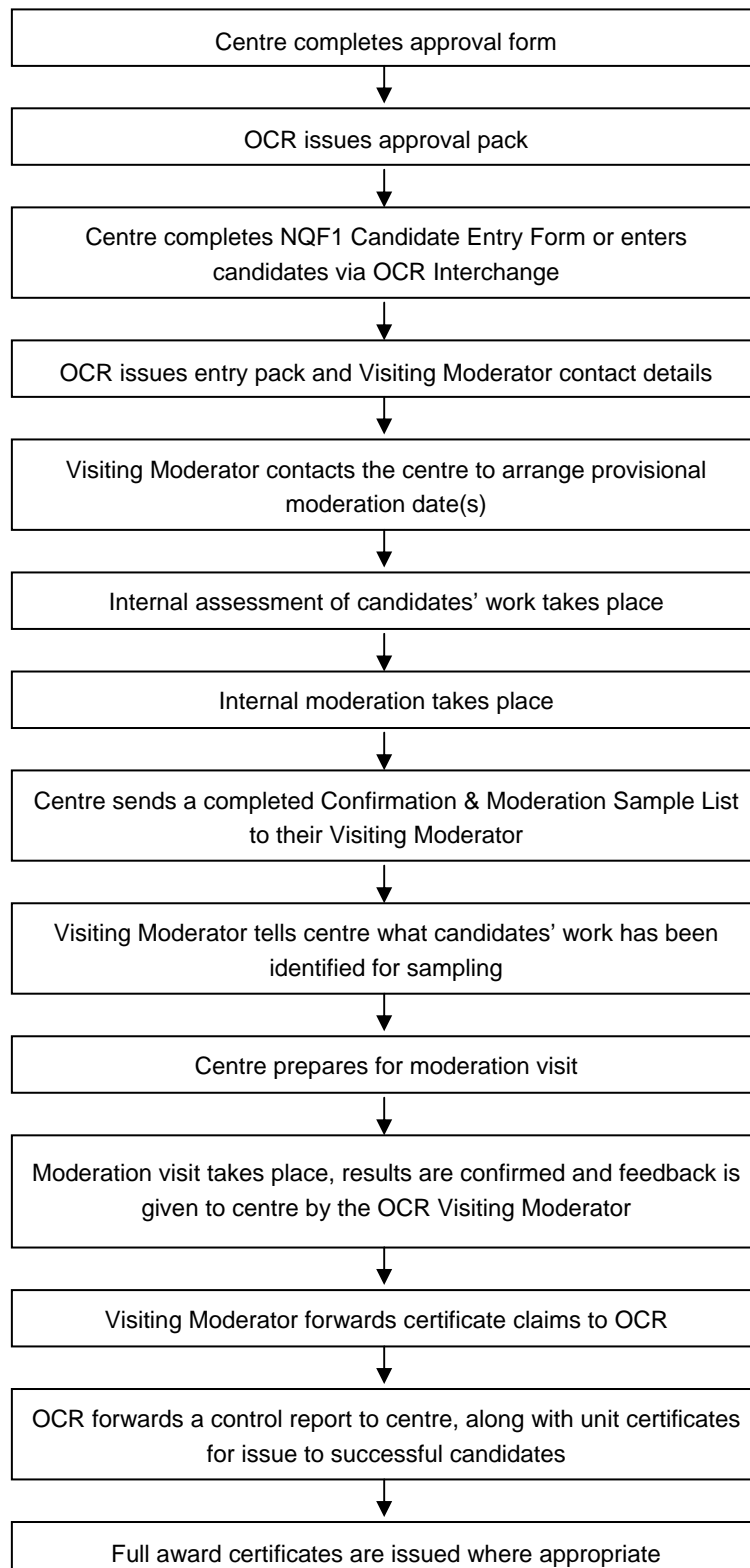 Centre completes approval form
OCR issues approval pack
Centre completes NQF1 Candidate Entry Form or enters
candidates via OCR Interchange
OCR issues entry pack and Visiting Moderator contact details
Visiting Moderator contacts the centre to arrange provisional
moderation date(s)
Internal assessment of candidates’ work takes place
Internal moderation takes place
Centre sends a completed Confirmation & Moderation Sample List
to their Visiting Moderator
Visiting Moderator tells centre what candidates’ work has been
identified for sampling
Centre prepares for moderation visit
Moderation visit takes place, results are confirmed and feedback is
given to centre by the OCR Visiting Moderator
Visiting Moderator forwards certificate claims to OCR
OCR forwards a control report to centre, along with unit certificates
for issue to successful candidates
Full award certificates are issued where appropriate